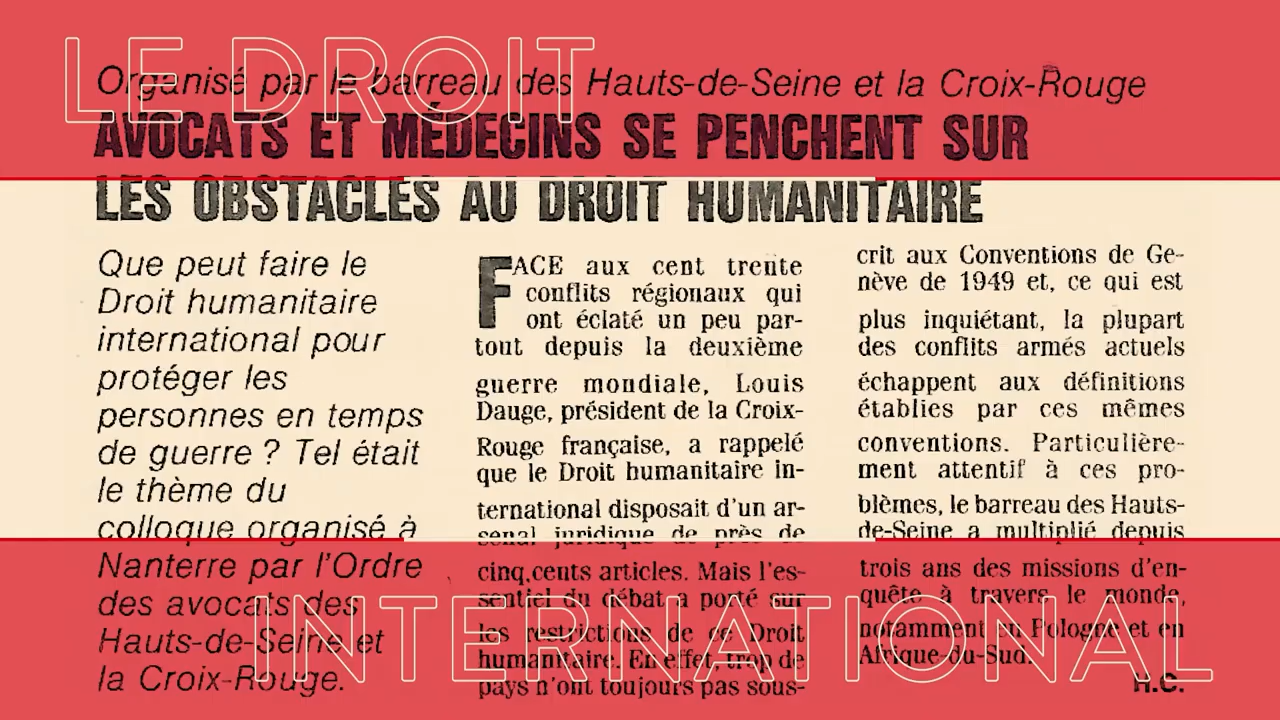 LE DROIT
Organisé par le barreau des Hauts-de-Seine et la Croix-Rouge
AVOCATS ET MÉDECINS SE PENCHENT SUR
LES OBSTACLES AU DROIT HUMANITAIRE
Que peut faire le
Droit humanitaire
international pour
protéger les
personnes en temps
de guerre ? Tel était
le thème du
colloque organisé à
Nanterre par l'Ordre
des avocats des
Hauts-de-Seine et
la Croix-Rouge.
FACE aux cent trente
conflits régionaux qui
ont éclaté un peu par-
tout depuis la deuxième
guerre mondiale, Louis
Dauge, président de la Croix-
Rouge française, a rappelé
que le Droit humanitaire in-
ternational disposait d'un ar-
senal juridique de près de
cinq.cents articles. Mais l'es-
sentiel du débat a porté sur
les restrictions de ce Droit
humanitaire. En effet, trop de
pays n'ont toujours pas sous-
crit aux Conventions de Ge-
nève de 1949 et, ce qui est
plus inquiétant, la plupart
des conflits armés actuels
échappent aux définitions
établies par ces mêmes
conventions. Particulière-
ment attentif à ces pro-
blèmes, le barreau des Hauts-
de-Seine a multiplié depuis
trois ans des missions d'en-
quête à travers le monde,
notamment en Pologne et en
Afrique-du-Sud.
H.C.
INTERNATIONAL